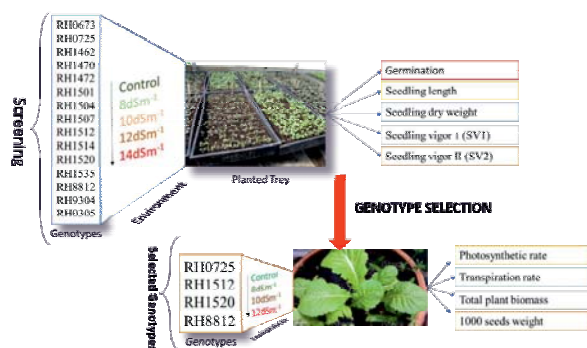 Screening
RH0673
RH0725
RH1462
RH1470
RH1472
RH1501
RH1504
RH1507
RH1512
RH1514
RH1520
RH1535
RH8812
RH9304
RH0305
Genotypes
Control
8dSm⁻¹
10dSm⁻¹
12dSm⁻¹
14dSm⁻¹
Environment
Planted Trey
Germination
Seedling length
Seedling dry weight
Seedling vigor I (SV1)
Seedling vigor II (SV2)
GENOTYPE SELECTION
Selected Genotypes
RH0725
RH1512
RH1520
RH8812
Genotypes
Control
8dSm⁻¹
10dSm⁻¹
12dSm⁻¹
Photosynthetic rate
Transpiration rate
Total plant biomass
1000 seeds weight